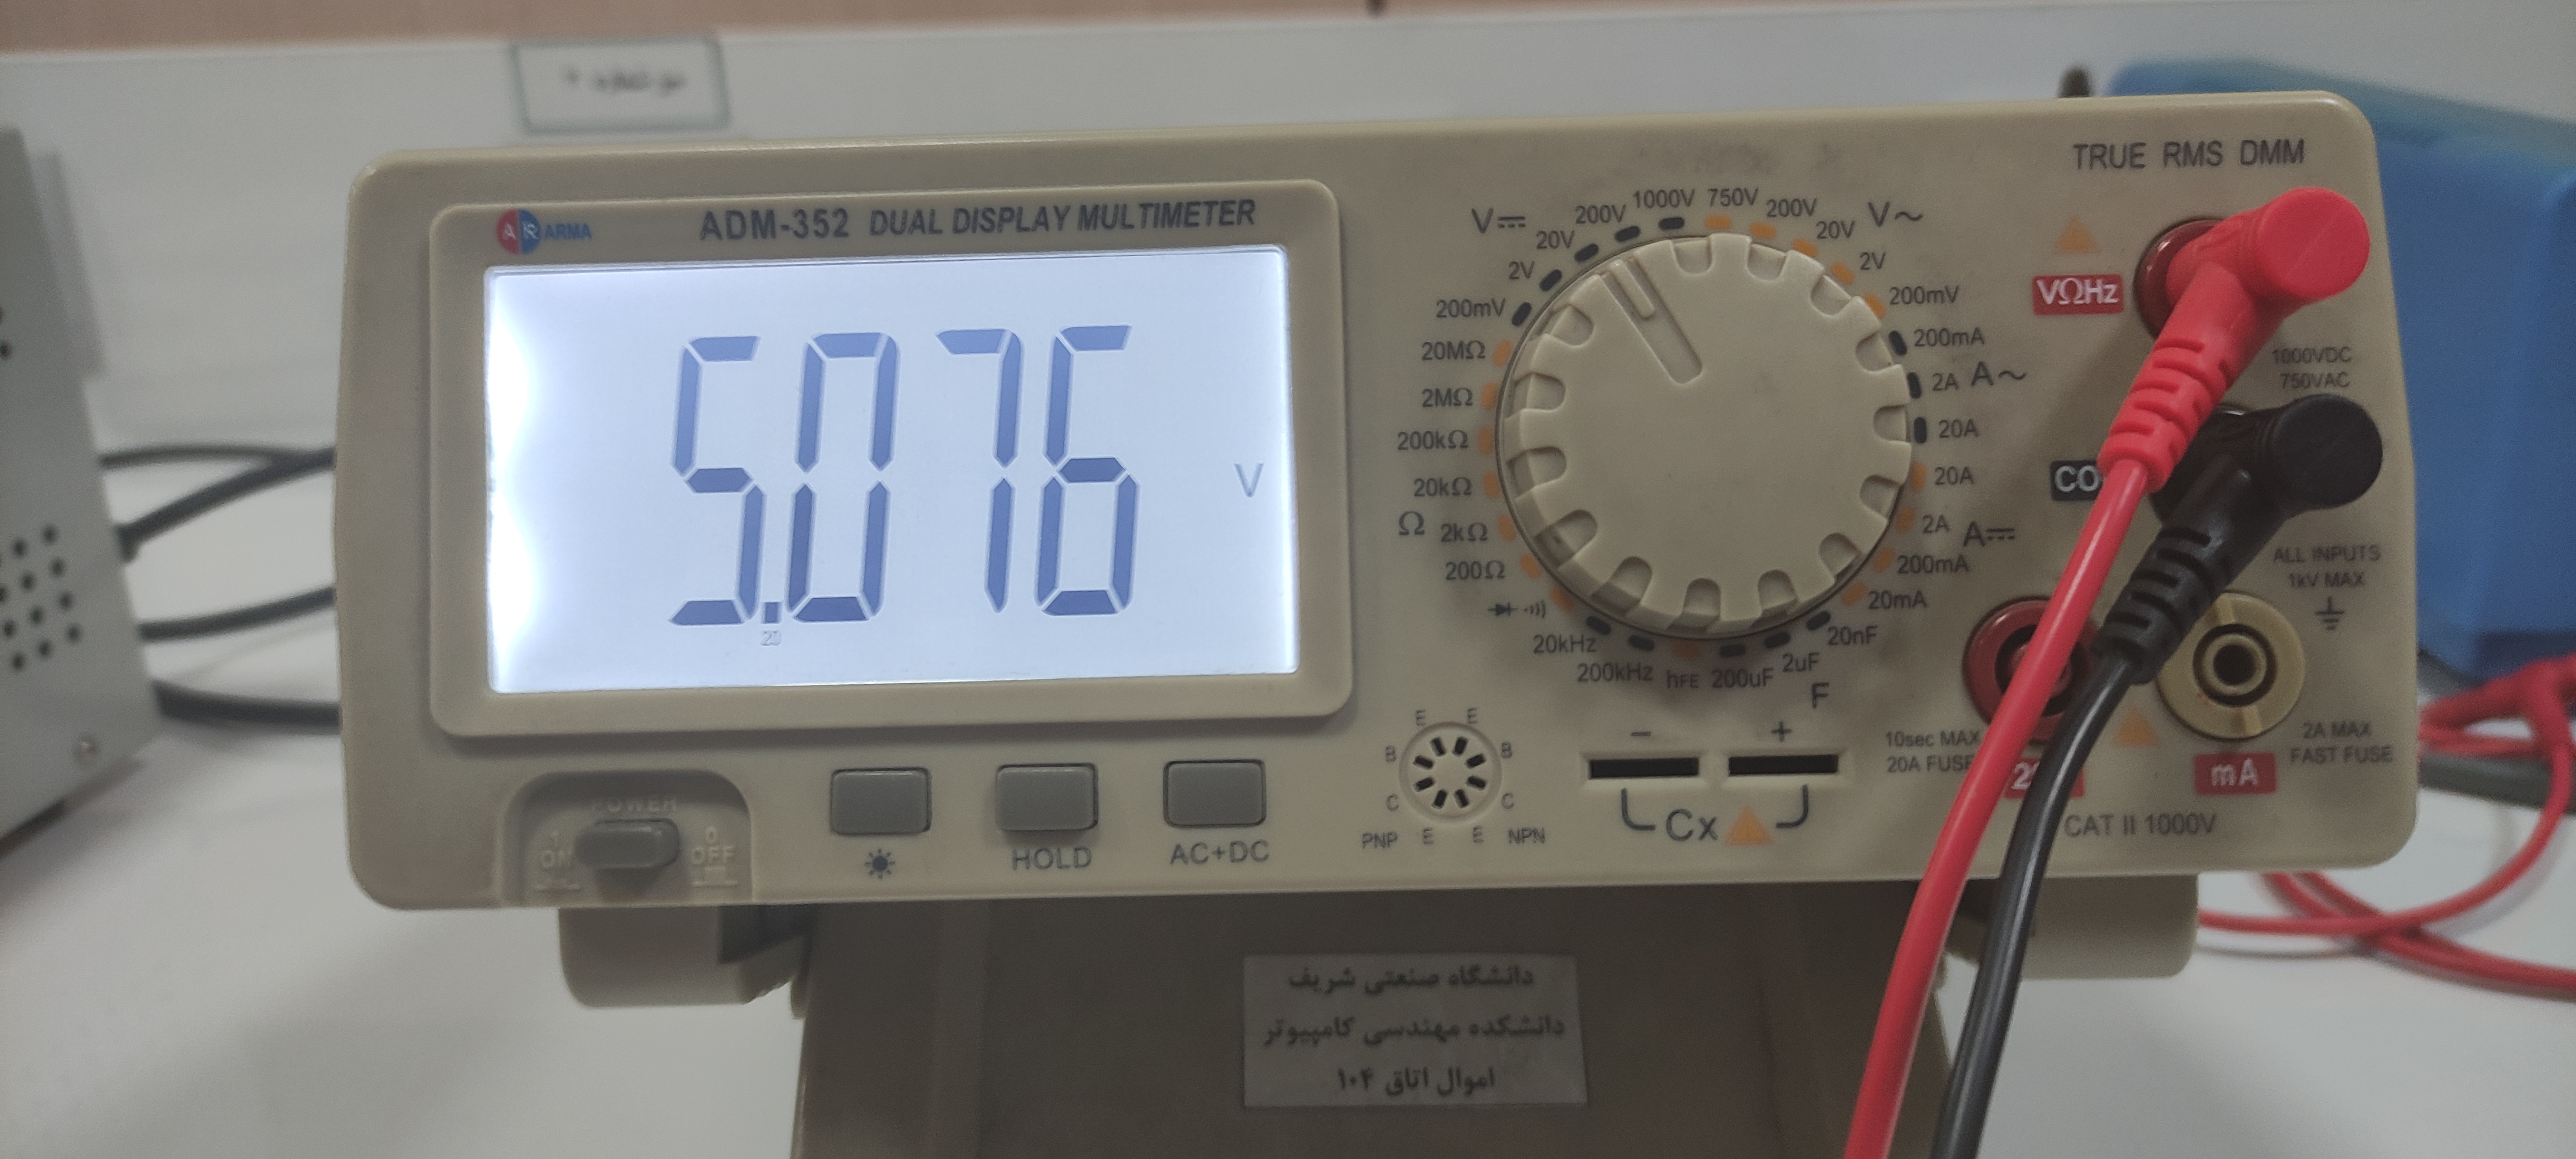 TRUE RMS DMM
AR ARMA
ADM-352 DUAL DISPLAY MULTIMETER
5.076
V
20
V⎓
200mV
2V
20V
200V
1000V
750V
200V
20V
2V
200mV
V~
200mA
2A
20A
A~
20A
2A
200mA
20mA
A⎓
20nF
2uF
200uF
F
hFE
200kHz
20kHz
200Ω
2kΩ
20kΩ
200kΩ
2MΩ
20MΩ
Ω
VΩHz
1000VDC
750VAC
ALL INPUTS
1kV MAX
10sec MAX
20A FUSE
2A MAX
FAST FUSE
mA
CAT II 1000V
POWER
1
ON
0
OFF
HOLD
AC+DC
E E
B B
C C
PNP E E NPN
− +
Cx
دانشگاه صنعتی شریف
دانشکده مهندسی کامپیوتر
اموال اتاق ۱۰۴